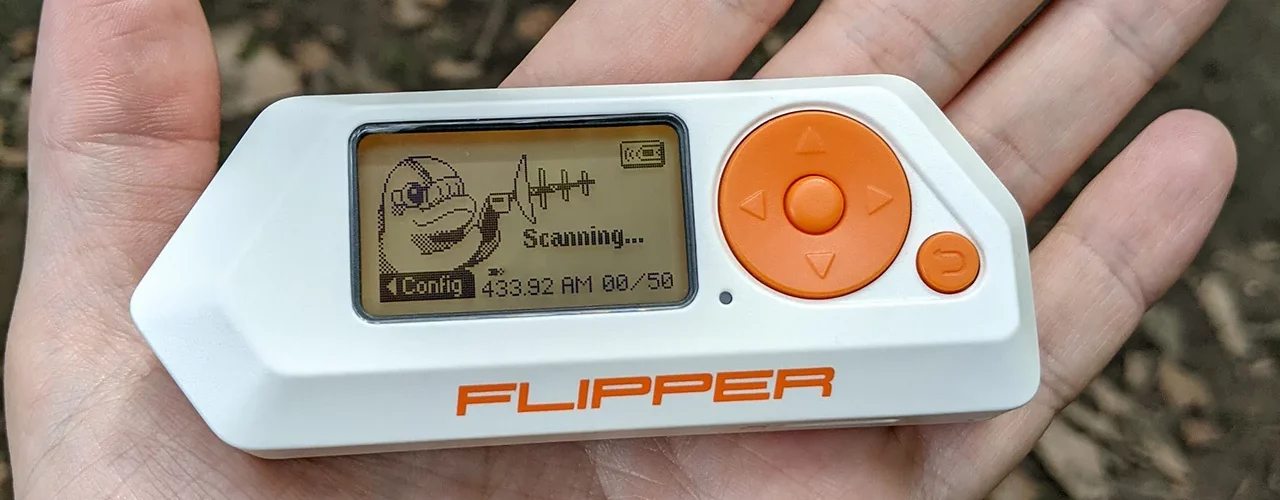 Scanning...
Config 433.92 AM 00/50
FLIPPER